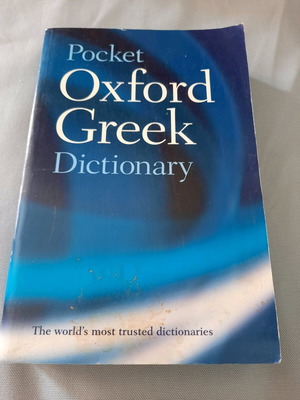 Pocket
Oxford
Greek
Dictionary
The world's most trusted dictionaries